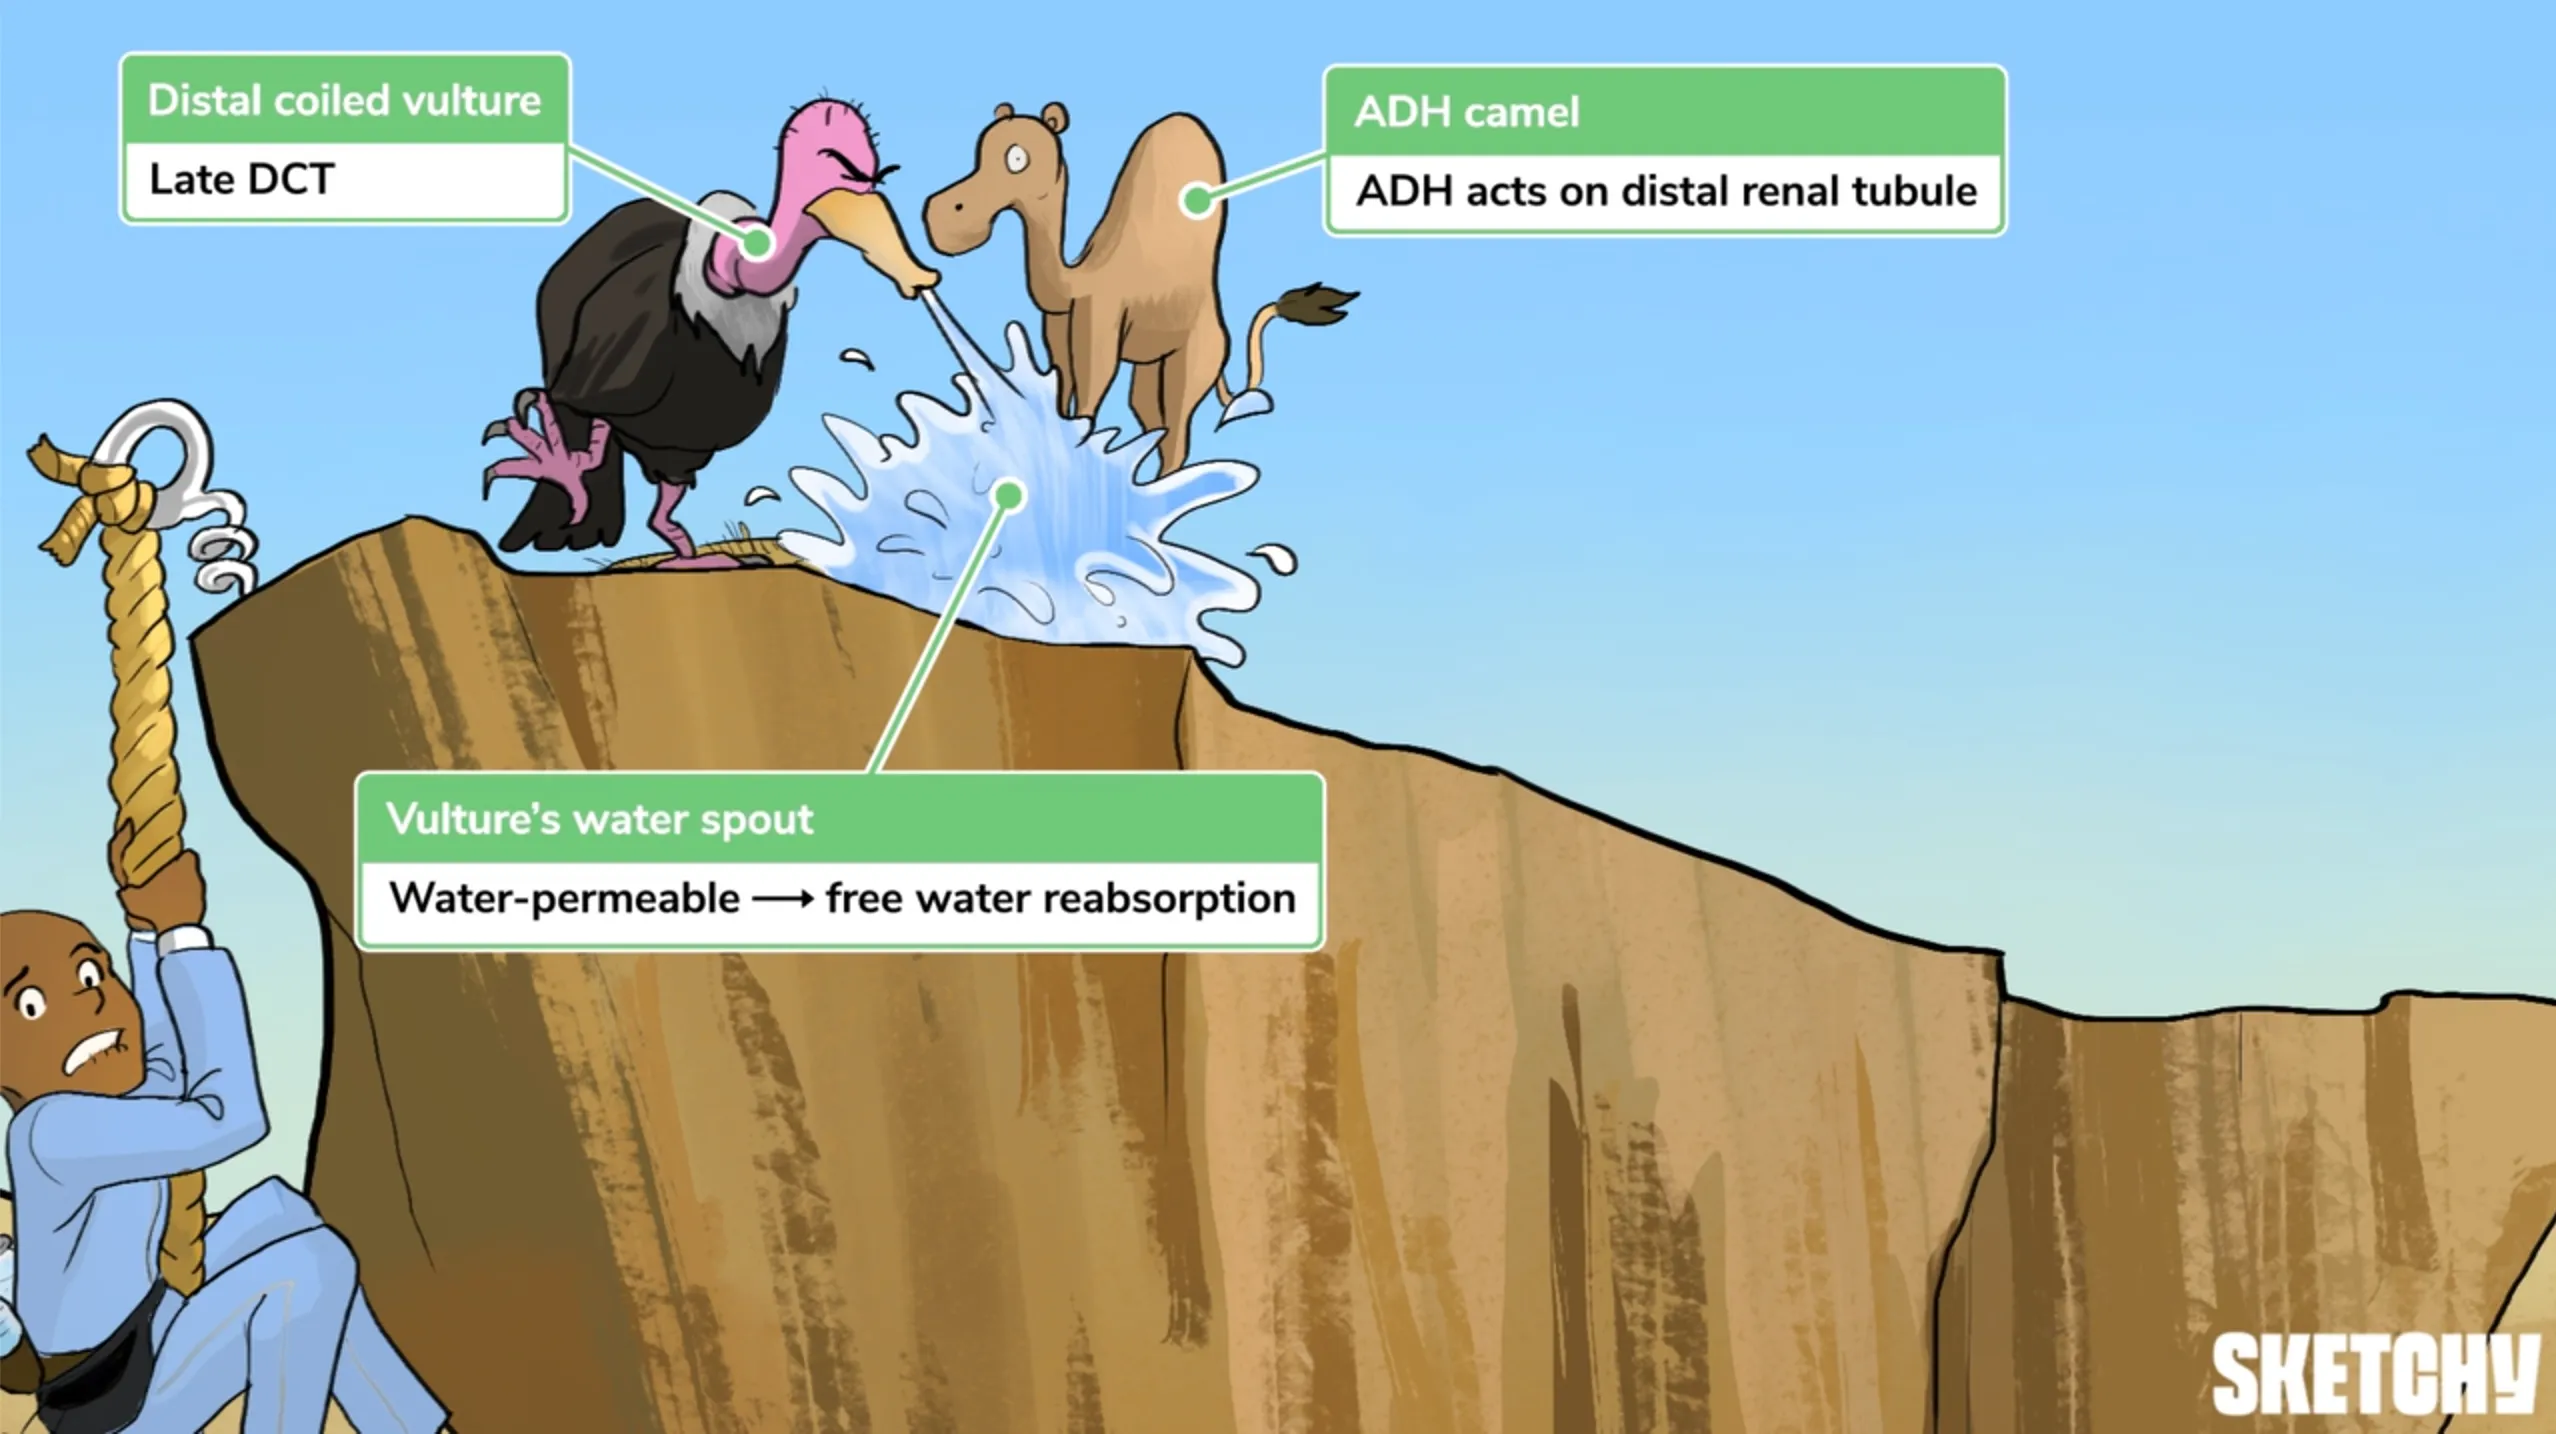 Distal coiled vulture
Late DCT
ADH camel
ADH acts on distal renal tubule
Vulture’s water spout
Water-permeable ⟶ free water reabsorption
SKETCHY